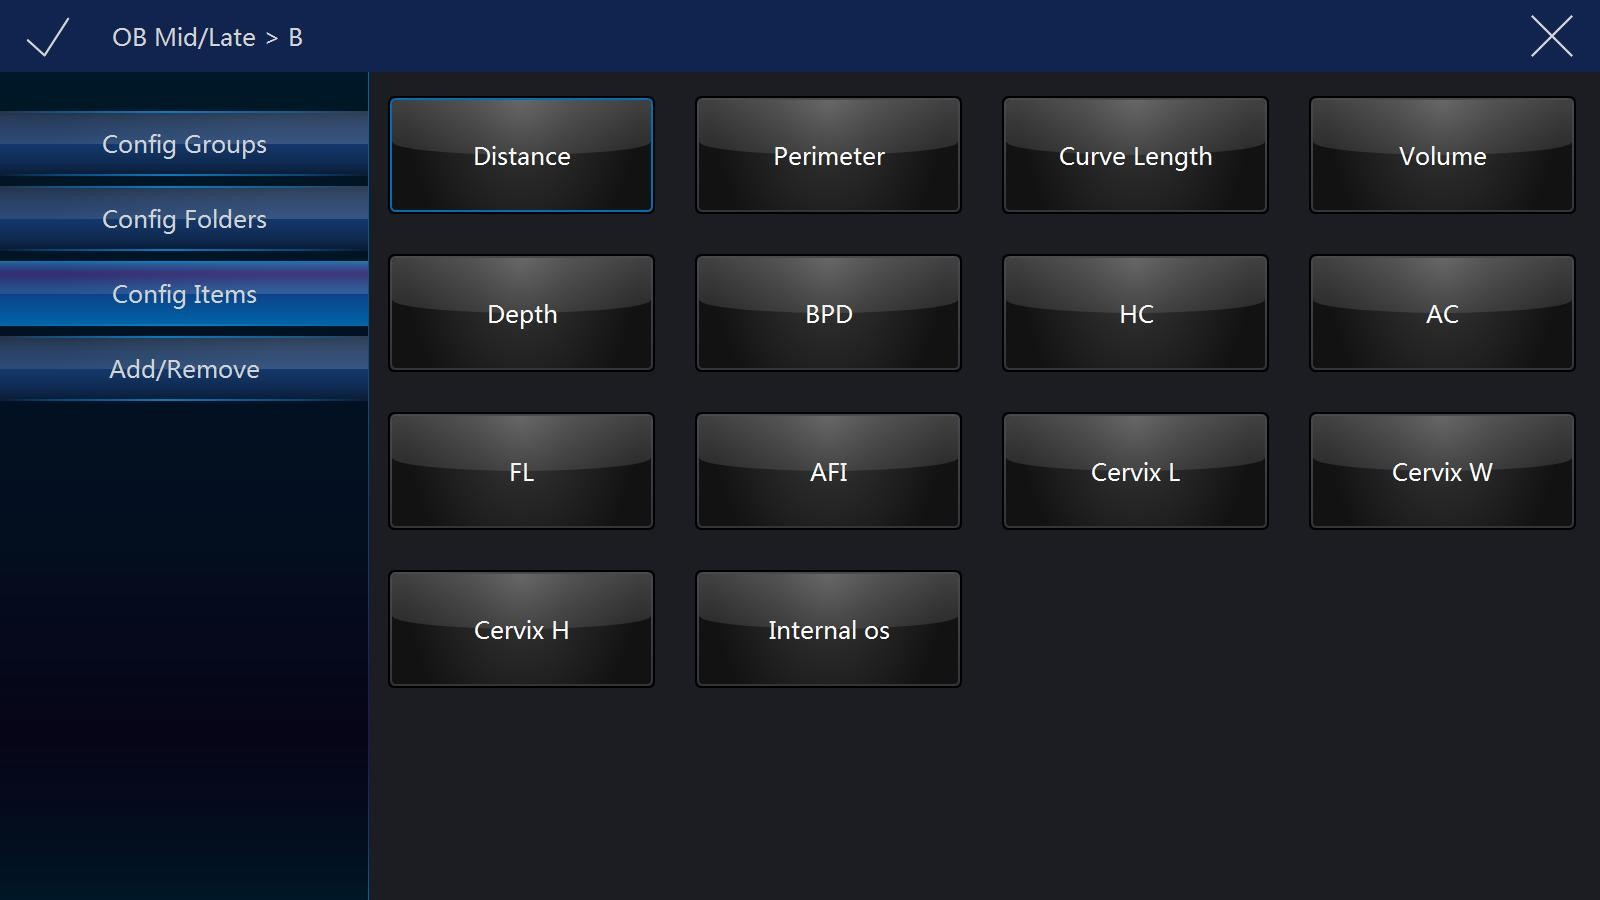 OB Mid/Late > B
Config Groups
Config Folders
Config Items
Add/Remove
Distance
Perimeter
Curve Length
Volume
Depth
BPD
HC
AC
FL
AFI
Cervix L
Cervix W
Cervix H
Internal os